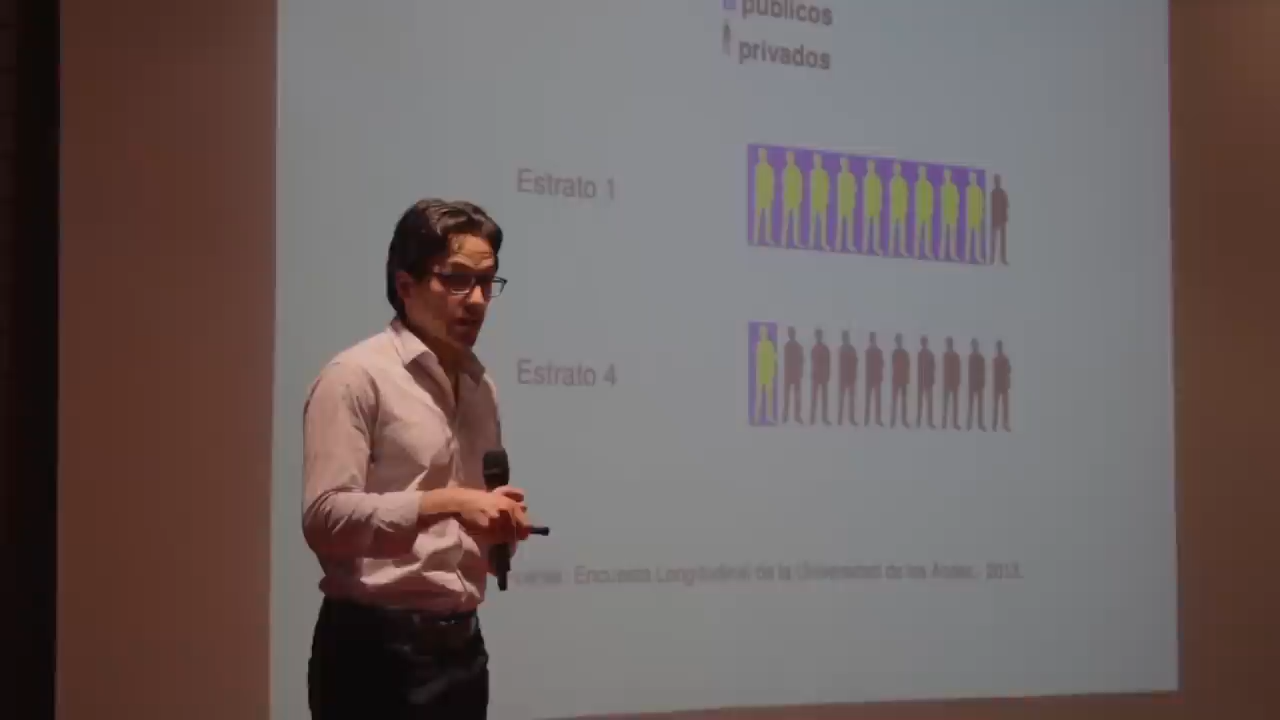 públicos
privados
Estrato 1
Estrato 4
Encuesta Longitudinal de la Universidad de los Andes, 2013.